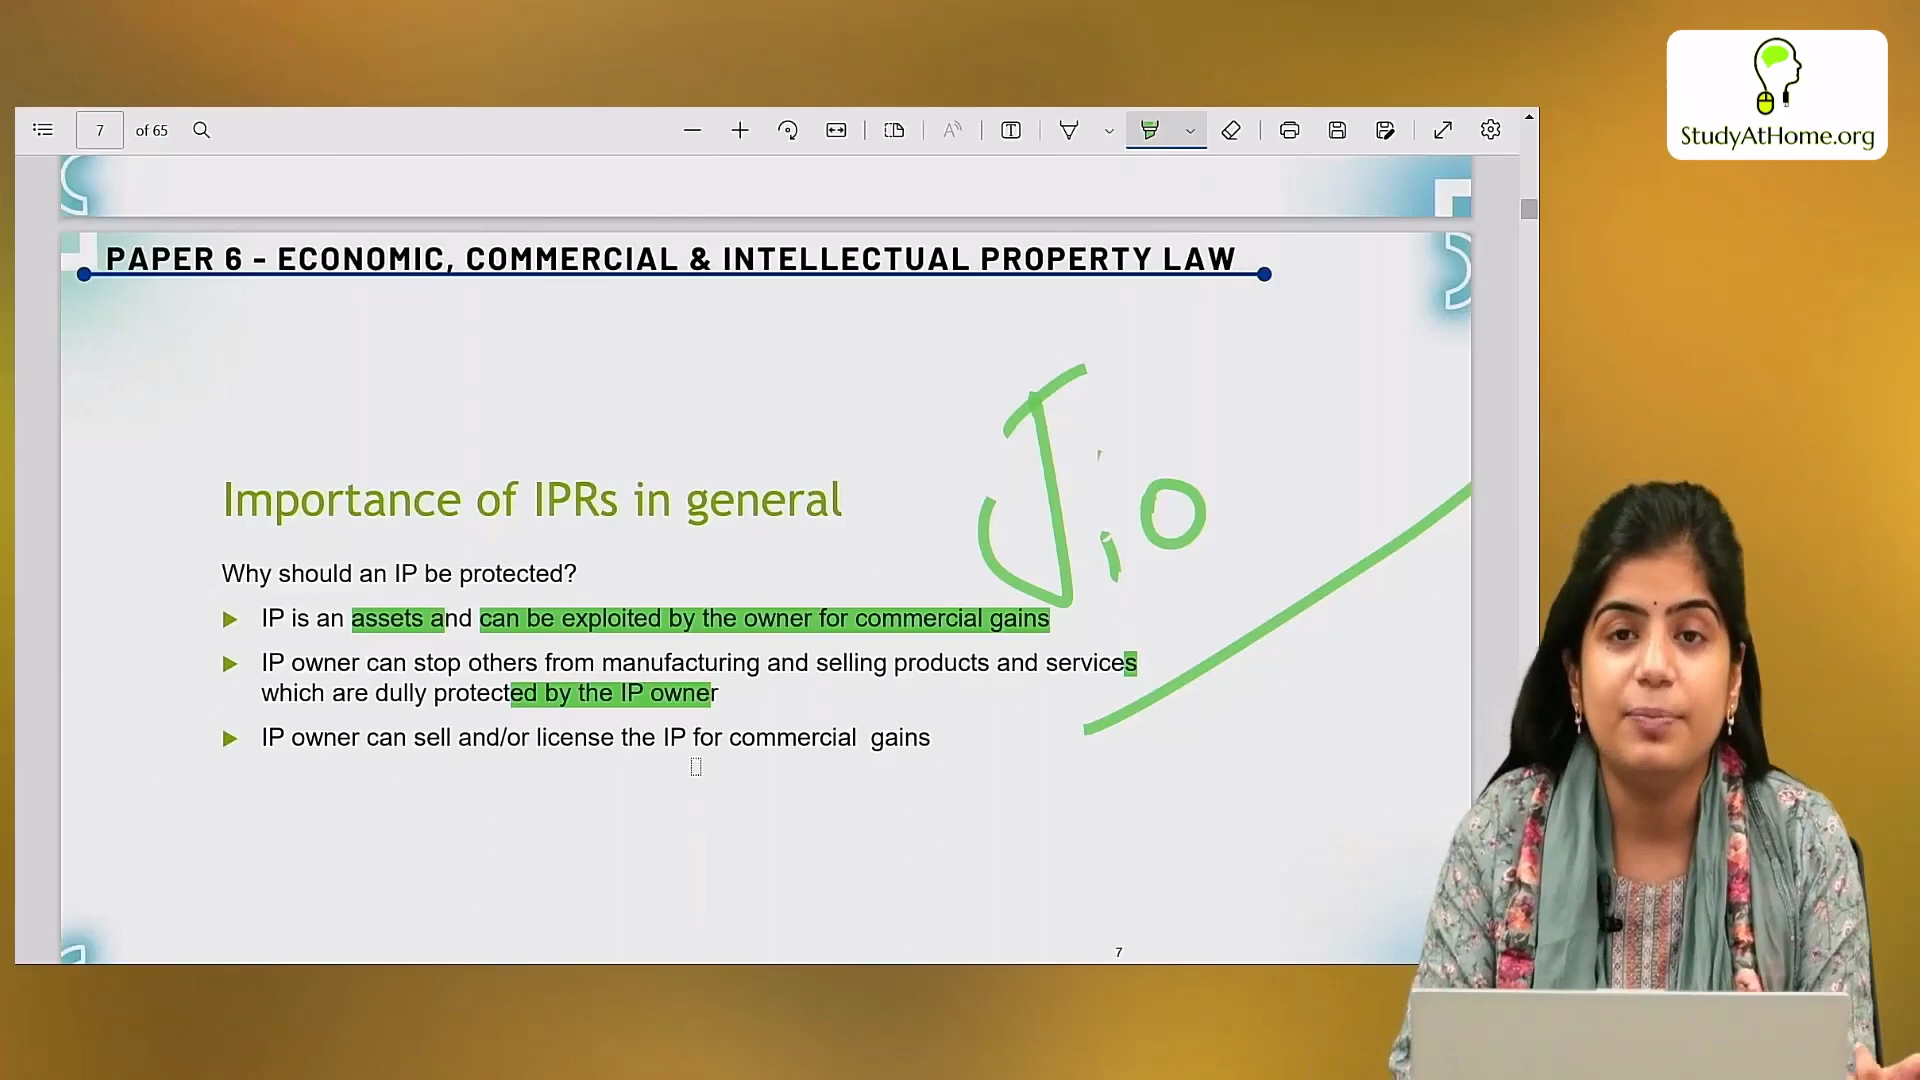 StudyAtHome.org
7 of 65
PAPER 6 - ECONOMIC, COMMERCIAL & INTELLECTUAL PROPERTY LAW
Jio
Importance of IPRs in general
Why should an IP be protected?
IP is an assets and can be exploited by the owner for commercial gains
IP owner can stop others from manufacturing and selling products and services
which are dully protected by the IP owner
IP owner can sell and/or license the IP for commercial gains
7